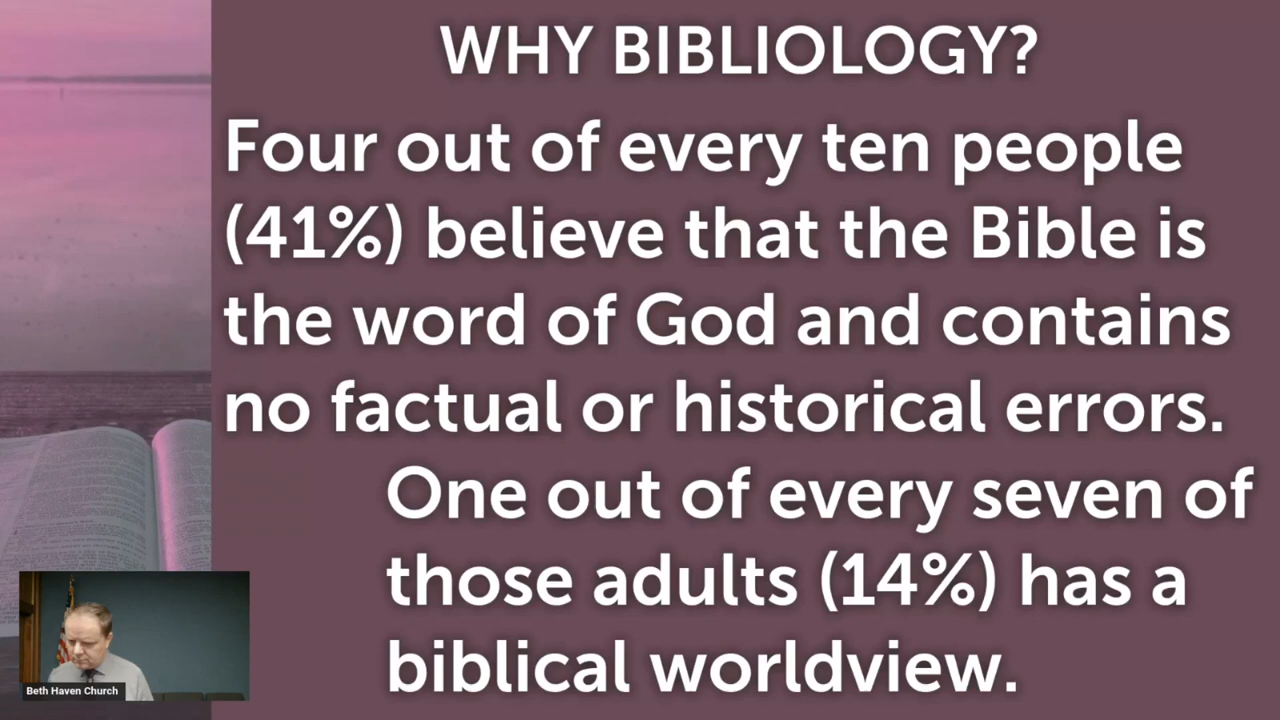 WHY BIBLIOLOGY?
Four out of every ten people
(41%) believe that the Bible is
the word of God and contains
no factual or historical errors.
One out of every seven of
those adults (14%) has a
biblical worldview.
Beth Haven Church